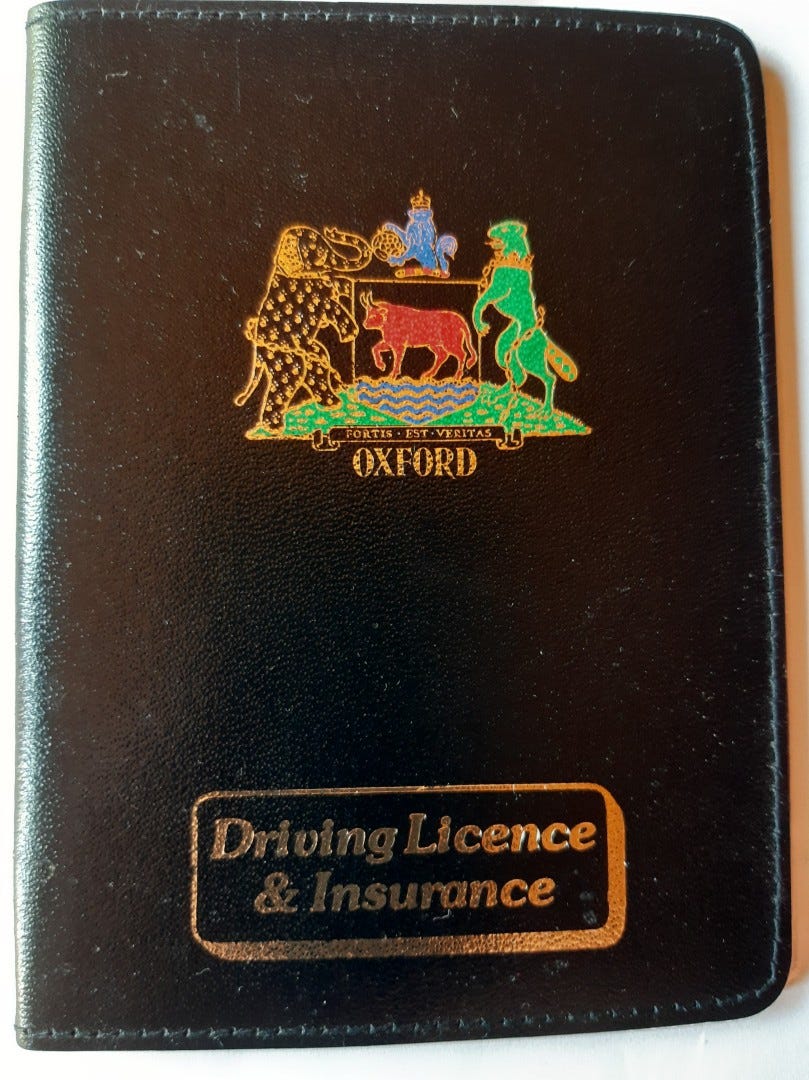 FORTIS · EST · VERITAS
OXFORD
Driving Licence
& Insurance